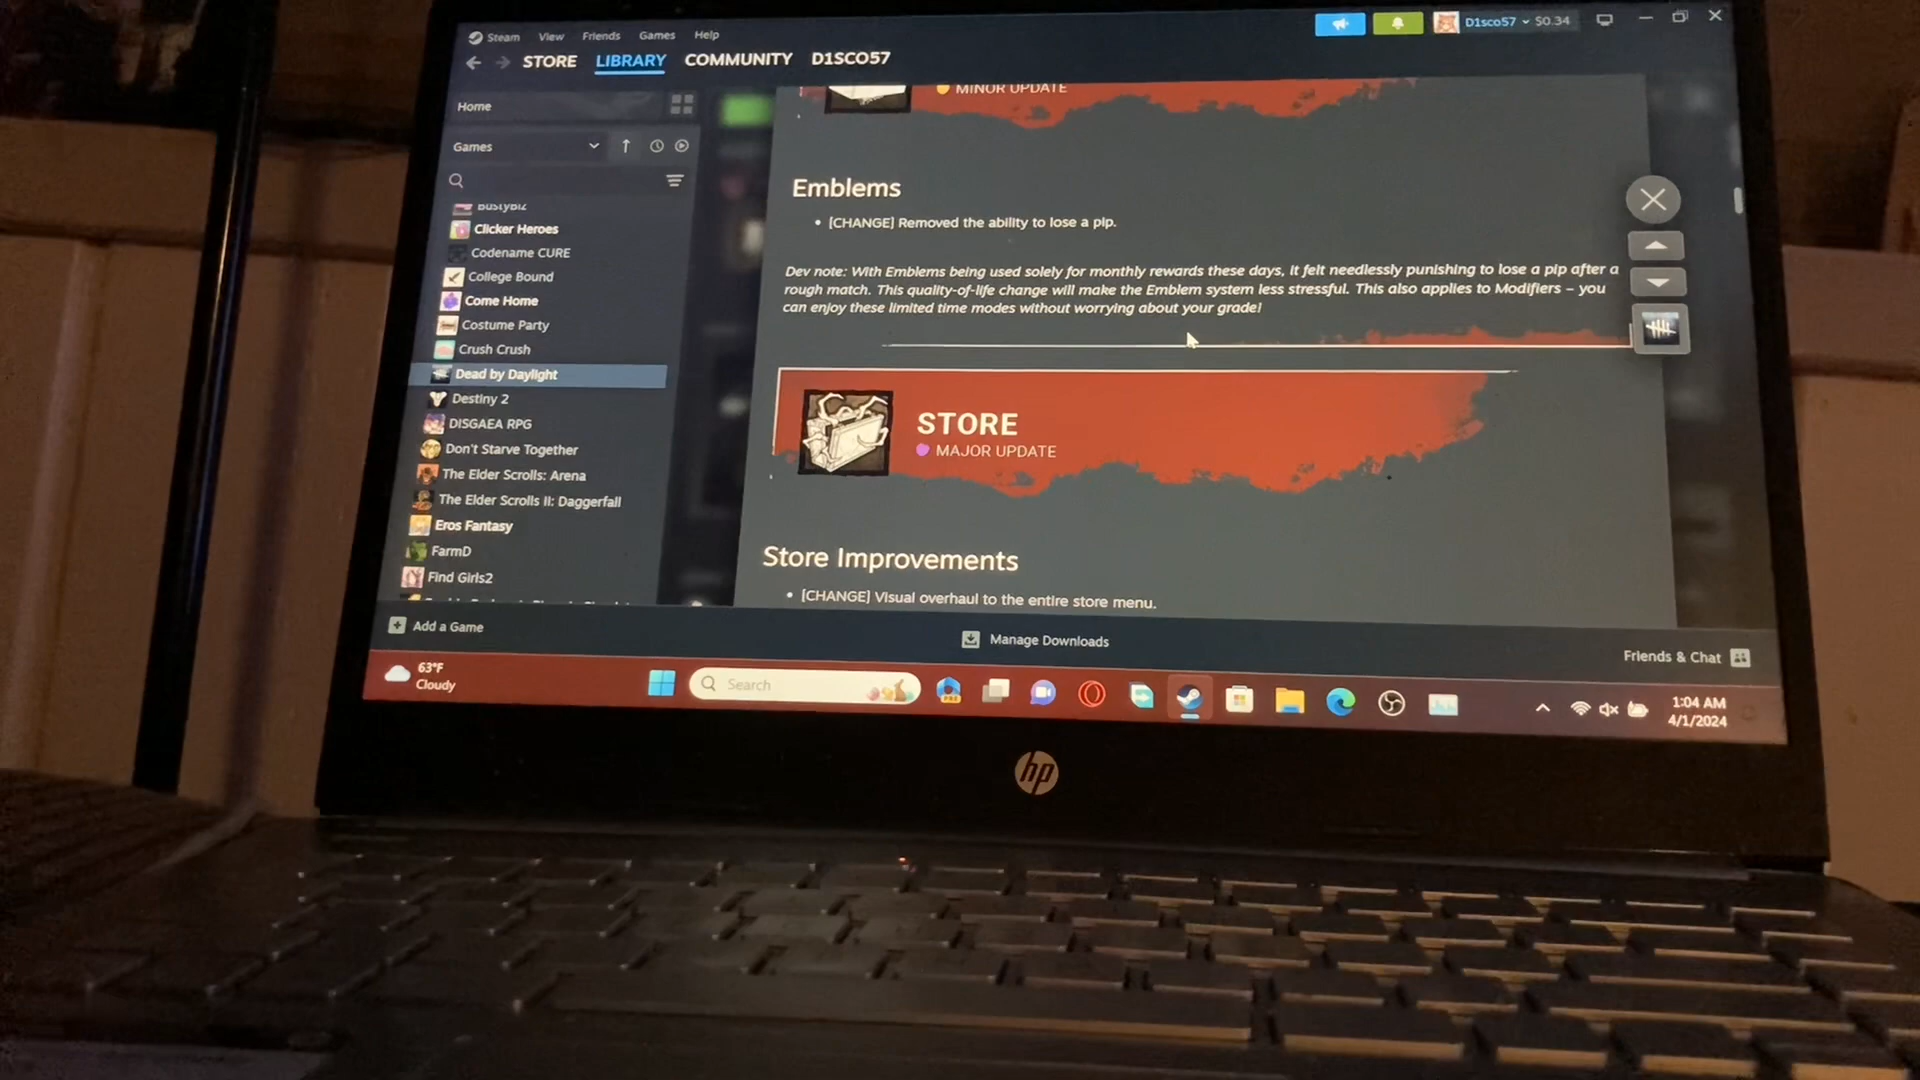 Steam View Friends Games Help
D1sco57 $0.34
STORE LIBRARY COMMUNITY D1SCO57
Home
Games
BustyBiz
Clicker Heroes
Codename CURE
College Bound
Come Home
Costume Party
Crush Crush
Dead by Daylight
Destiny 2
DISGAEA RPG
Don't Starve Together
The Elder Scrolls: Arena
The Elder Scrolls II: Daggerfall
Eros Fantasy
FarmD
Find Girls2
MINOR UPDATE
Emblems
• [CHANGE] Removed the ability to lose a pip.
Dev note: With Emblems being used solely for monthly rewards these days, it felt needlessly punishing to lose a pip after a
rough match. This quality-of-life change will make the Emblem system less stressful. This also applies to Modifiers – you
can enjoy these limited time modes without worrying about your grade!
STORE
MAJOR UPDATE
Store Improvements
• [CHANGE] Visual overhaul to the entire store menu.
Add a Game
Manage Downloads
Friends & Chat
63°F
Cloudy
Search
1:04 AM
4/1/2024
hp